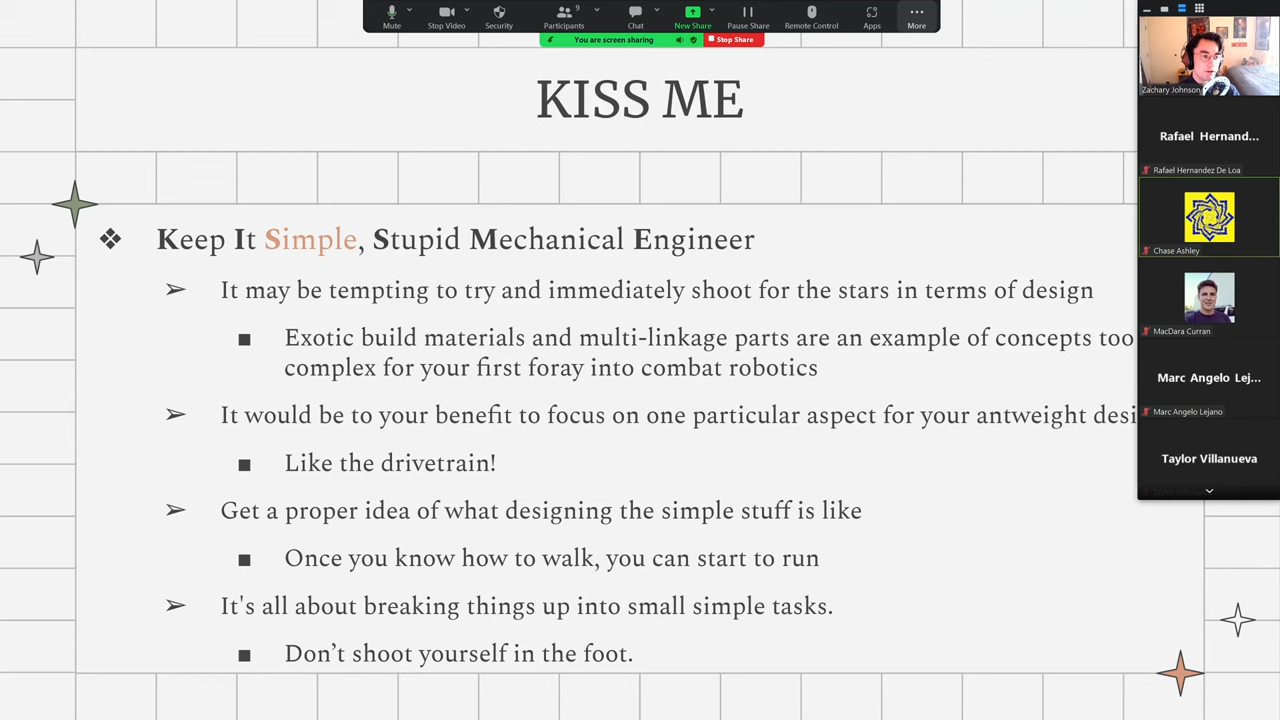 Mute
Stop Video
Security
Participants
9
Chat
New Share
Pause Share
Remote Control
Apps
More
You are screen sharing
Stop Share
KISS ME
Keep It Simple, Stupid Mechanical Engineer
It may be tempting to try and immediately shoot for the stars in terms of design
Exotic build materials and multi-linkage parts are an example of concepts too
complex for your first foray into combat robotics
It would be to your benefit to focus on one particular aspect for your antweight desi
Like the drivetrain!
Get a proper idea of what designing the simple stuff is like
Once you know how to walk, you can start to run
It's all about breaking things up into small simple tasks.
Don’t shoot yourself in the foot.
Zachary Johnson
Rafael Hernand...
Rafael Hernandez De Loa
Chase Ashley
MacDara Curran
Marc Angelo Lej...
Marc Angelo Lejano
Taylor Villanueva